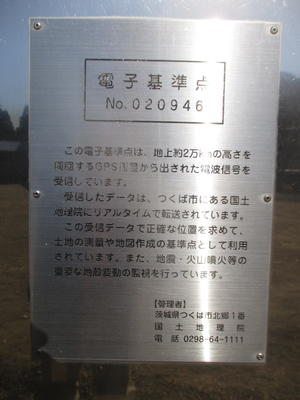 電子基準点
No.020946
この電子基準点は、地上約2万kmの高さを
周回するGPS衛星から出された電波信号を
受信しています。
受信したデータは、つくば市にある国土
地理院にリアルタイムで転送されています。
この受信データで正確な位置を求めて、
土地の測量や地図作成の基準点として利用
されています。また、地震・火山噴火等の
重要な地殻変動の監視を行っています。
【管理者】
茨城県つくば市北郷1番
国土地理院
電話 0298-64-1111